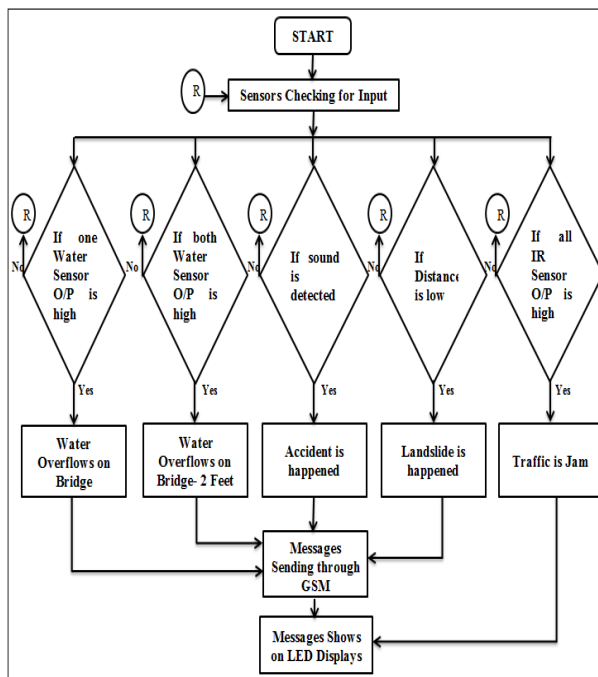 START
R
Sensors Checking for Input
R
If one
Water
Sensor
O/P is
high
No
Yes
R
If both
Water
Sensor
O/P is
high
No
Yes
R
If sound
is
detected
No
Yes
R
If
Distance
is low
No
Yes
R
If all
IR
Sensor
O/P is
high
No
Yes
Water
Overflows on
Bridge
Water
Overflows on
Bridge- 2 Feet
Accident is
happened
Landslide is
happened
Traffic is Jam
Messages
Sending through
GSM
Messages Shows
on LED Displays